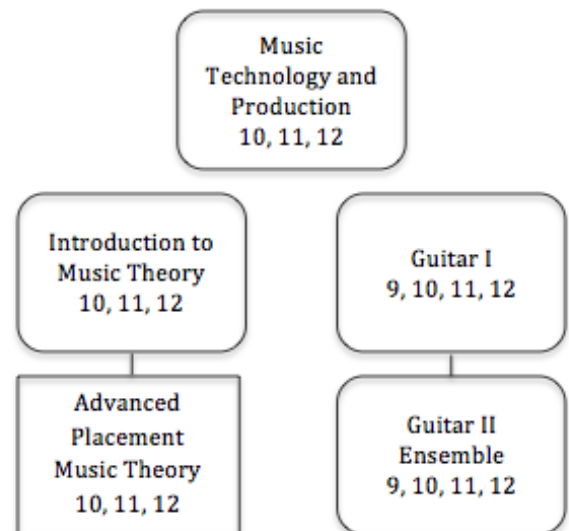 Music
Technology and
Production
10, 11, 12
Introduction to
Music Theory
10, 11, 12
Guitar I
9, 10, 11, 12
Advanced
Placement
Music Theory
10, 11, 12
Guitar II
Ensemble
9, 10, 11, 12